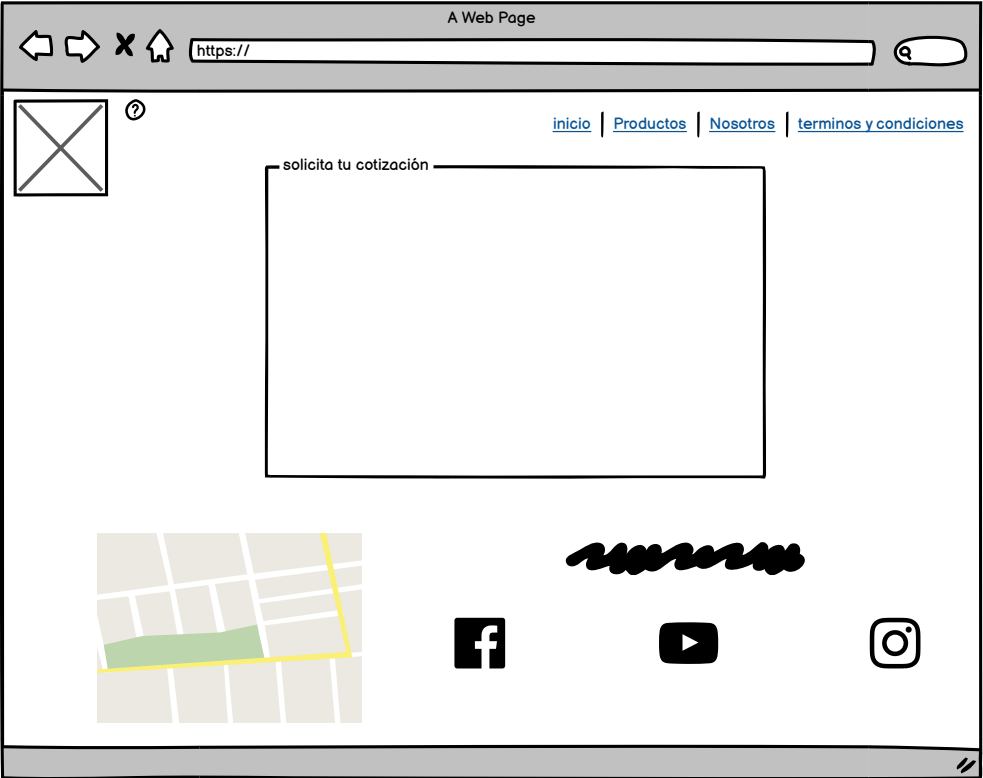 A Web Page
https://
?
inicio | Productos | Nosotros | terminos y condiciones
solicita tu cotización